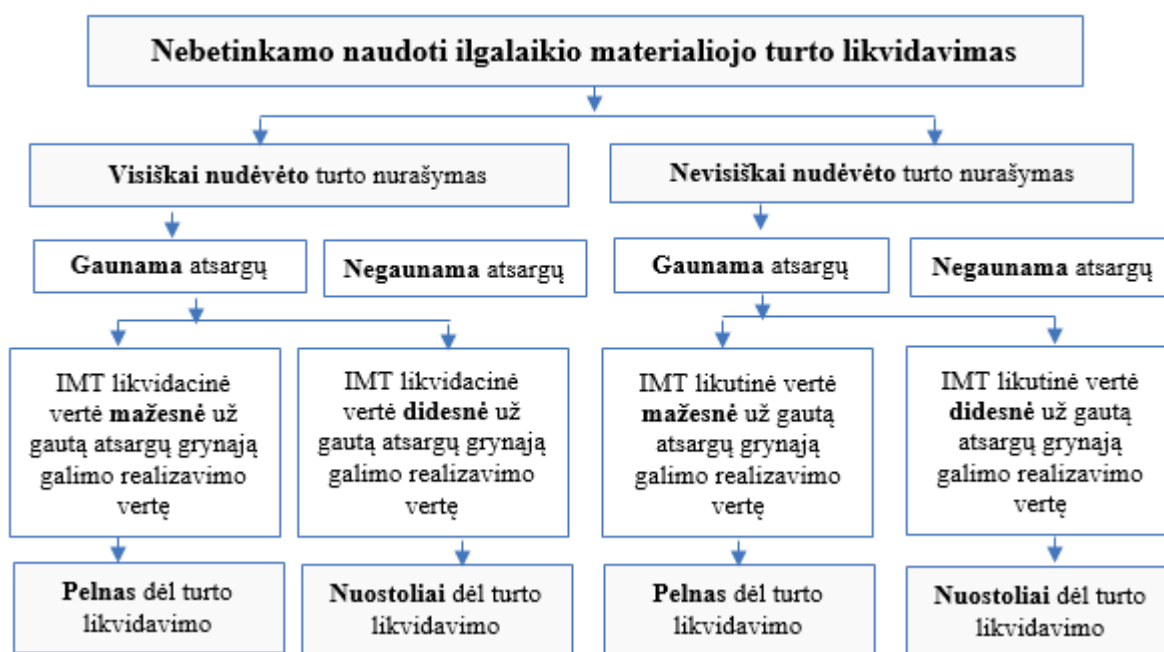 Nebetinkamo naudoti ilgalaikio materialiojo turto likvidavimas
Visiškai nudėvėto turto nurašymas
Nevisiškai nudėvėto turto nurašymas
Gaunama atsargų
Negaunama atsargų
Gaunama atsargų
Negaunama atsargų
IMT likvidacinė
vertė mažesnė už
gautą atsargų grynąją
galimo realizavimo
vertę
IMT likvidacinė
vertė didesnė už
gautą atsargų grynąją
galimo realizavimo
vertę
IMT likutinė vertė
mažesnė už gautą
atsargų grynąją
galimo realizavimo
vertę
IMT likutinė vertė
didesnė už gautą
atsargų grynąją
galimo realizavimo
vertę
Pelnas dėl turto
likvidavimo
Nuostoliai dėl turto
likvidavimo
Pelnas dėl turto
likvidavimo
Nuostoliai dėl turto
likvidavimo